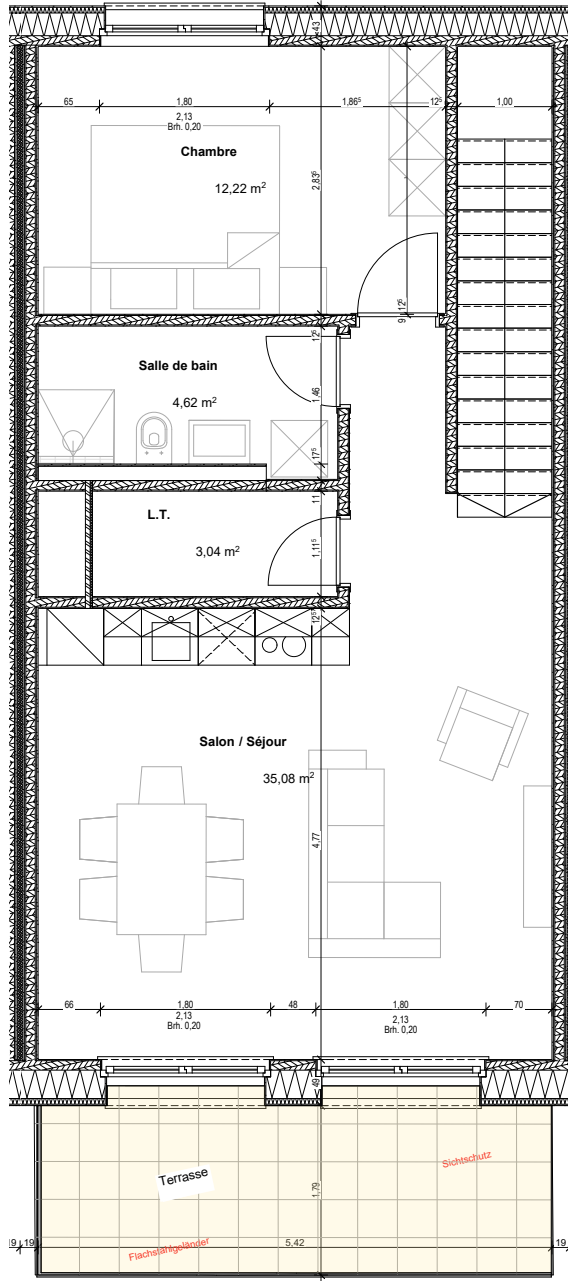 43
65 1,80 1,86⁵ 12⁵ 1,00
2,13
Brh. 0,20
Chambre
12,22 m²
2,83⁵
12⁵
9
12⁵
Salle de bain
4,62 m²
1,46
17⁵
11
L.T.
3,04 m²
1,11⁵
12⁵
Salon / Séjour
35,08 m²
4,77
66 1,80 48 1,80 70
2,13 2,13
Brh. 0,20 Brh. 0,20
49
Sichtschutz
Terrasse
1,79
Flachstahlgeländer
9 19 5,42 19